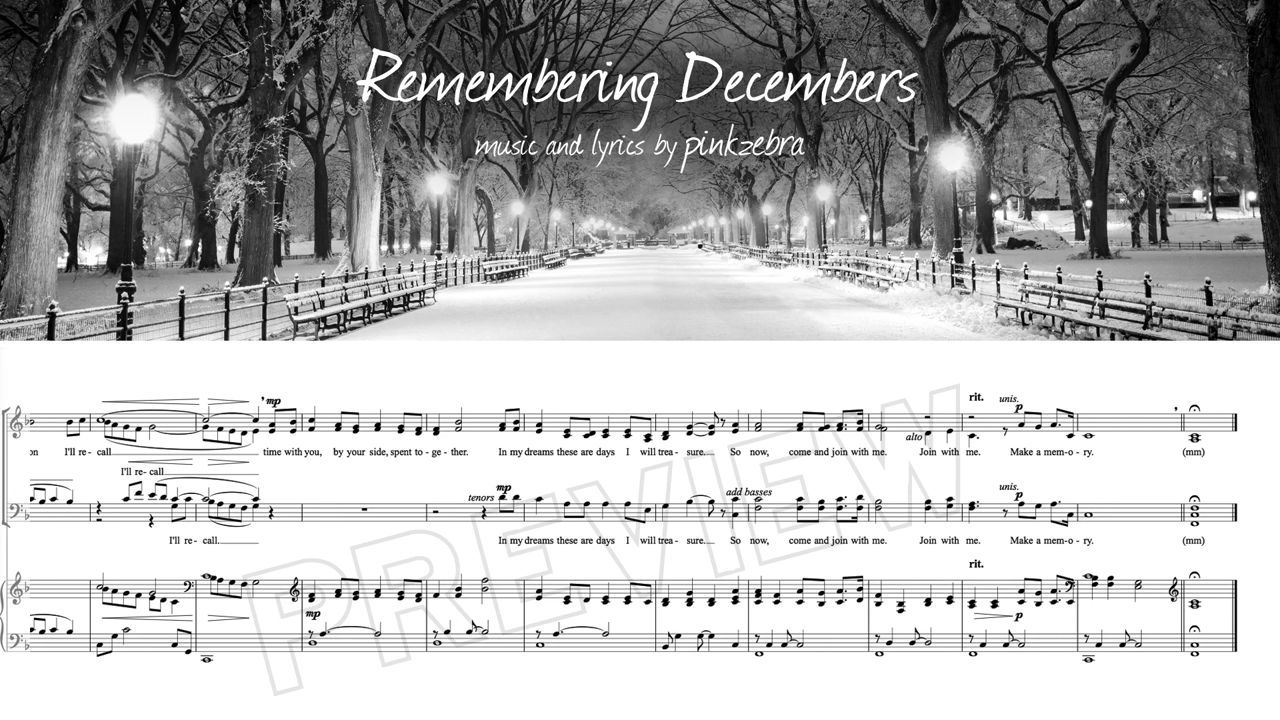 Remembering Decembers
music and lyrics by pinkzebra
mp
rit.
unis.
p
alto
on I'll re- call time with you, by your side, spent to - ge - ther. In my dreams these are days I will trea - sure. So now, come and join with me. Join with me. Make a mem - o - ry. (mm)
I'll re- call
tenors
mp
add basses
unis.
p
I'll re - call. In my dreams these are days I will trea - sure. So now, come and join with me. Join with me. Make a mem - o - ry. (mm)
rit.
mp
p
PREVIEW